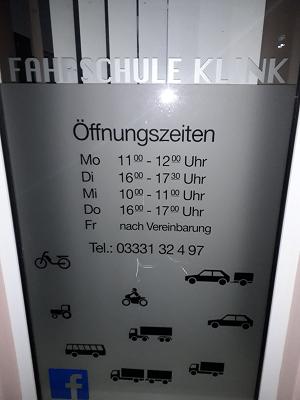 FAHRSCHULE KLINK
Öffnungszeiten
Mo 11⁰⁰ - 12⁰⁰ Uhr
Di 16⁰⁰ - 17³⁰ Uhr
Mi 10⁰⁰ - 11⁰⁰ Uhr
Do 16⁰⁰ - 17⁰⁰ Uhr
Fr nach Vereinbarung
Tel.: 03331 32 4 97
f